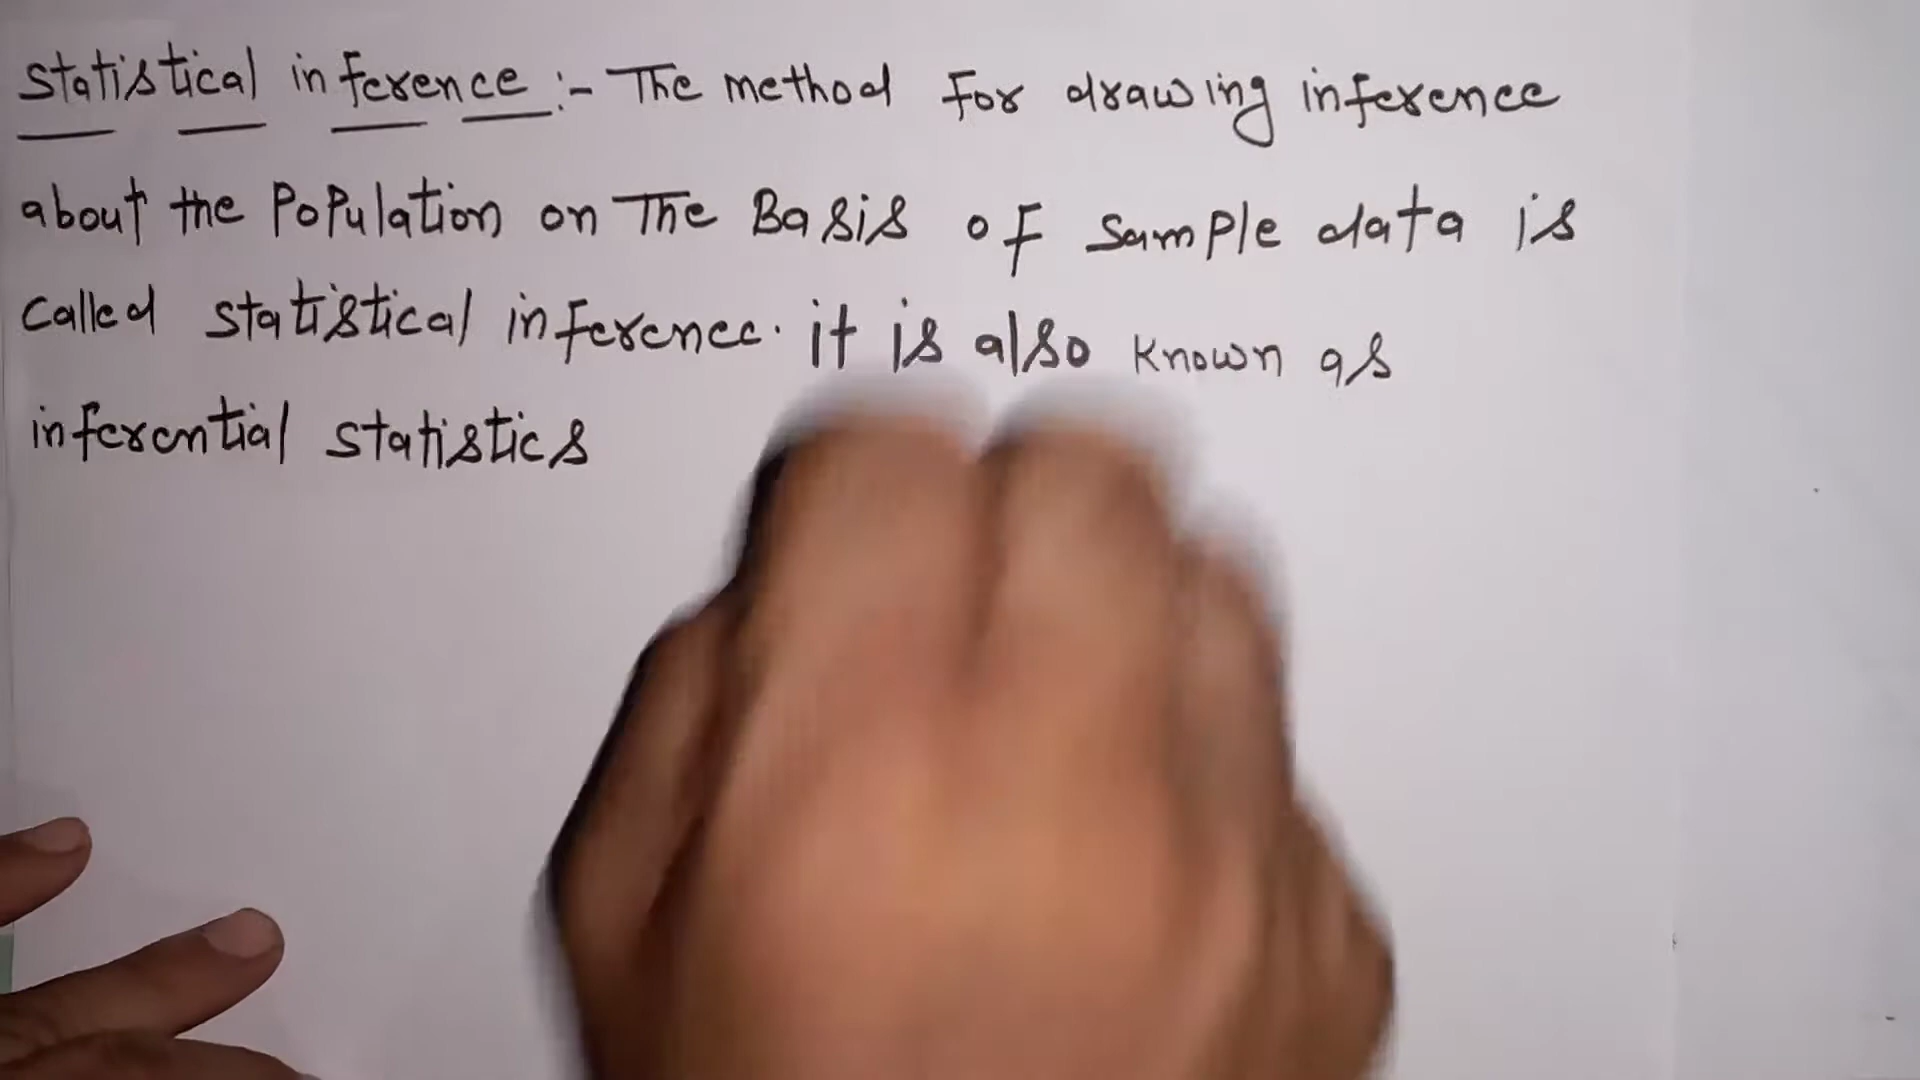 Statistical inference :- The method For drawing inference
about the Population on The Basis of sample data is
called statistical inference. it is also known as
inferential statistics